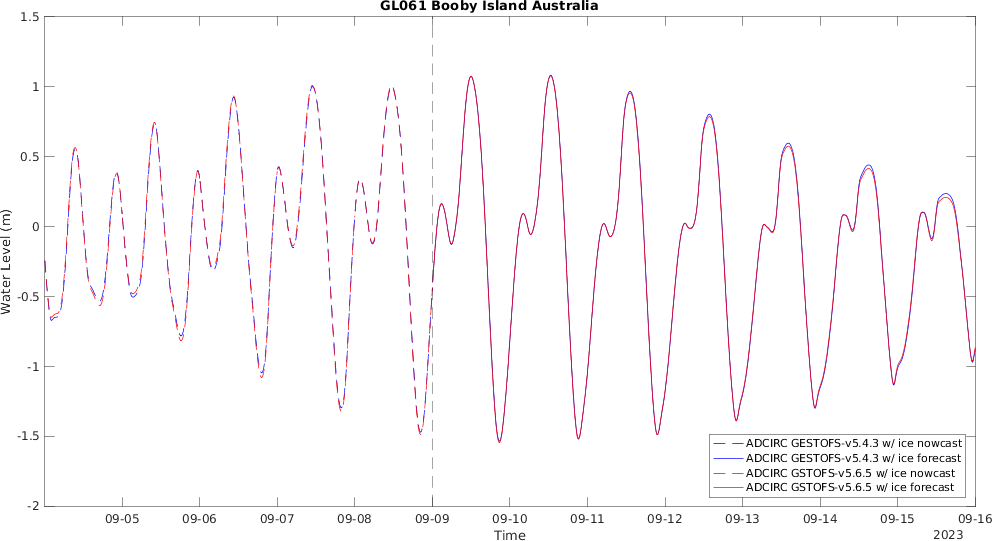 GL061 Booby Island Australia
Water Level (m)
1.5
1
0.5
0
-0.5
-1
-1.5
-2
ADCIRC GESTOFS-v5.4.3 w/ ice nowcast
ADCIRC GESTOFS-v5.4.3 w/ ice forecast
ADCIRC GSTOFS-v5.6.5 w/ ice nowcast
ADCIRC GSTOFS-v5.6.5 w/ ice forecast
09-05 09-06 09-07 09-08 09-09 09-10 09-11 09-12 09-13 09-14 09-15 09-16
Time
2023